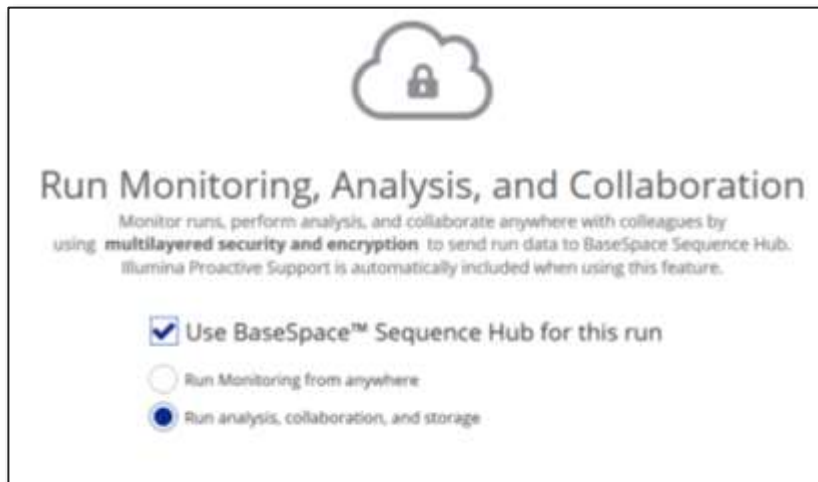 Run Monitoring, Analysis, and Collaboration
Monitor runs, perform analysis, and collaborate anywhere with colleagues by
using multilayered security and encryption to send run data to BaseSpace Sequence Hub.
Illumina Proactive Support is automatically included when using this feature.
Use BaseSpace™ Sequence Hub for this run
Run Monitoring from anywhere
Run analysis, collaboration, and storage